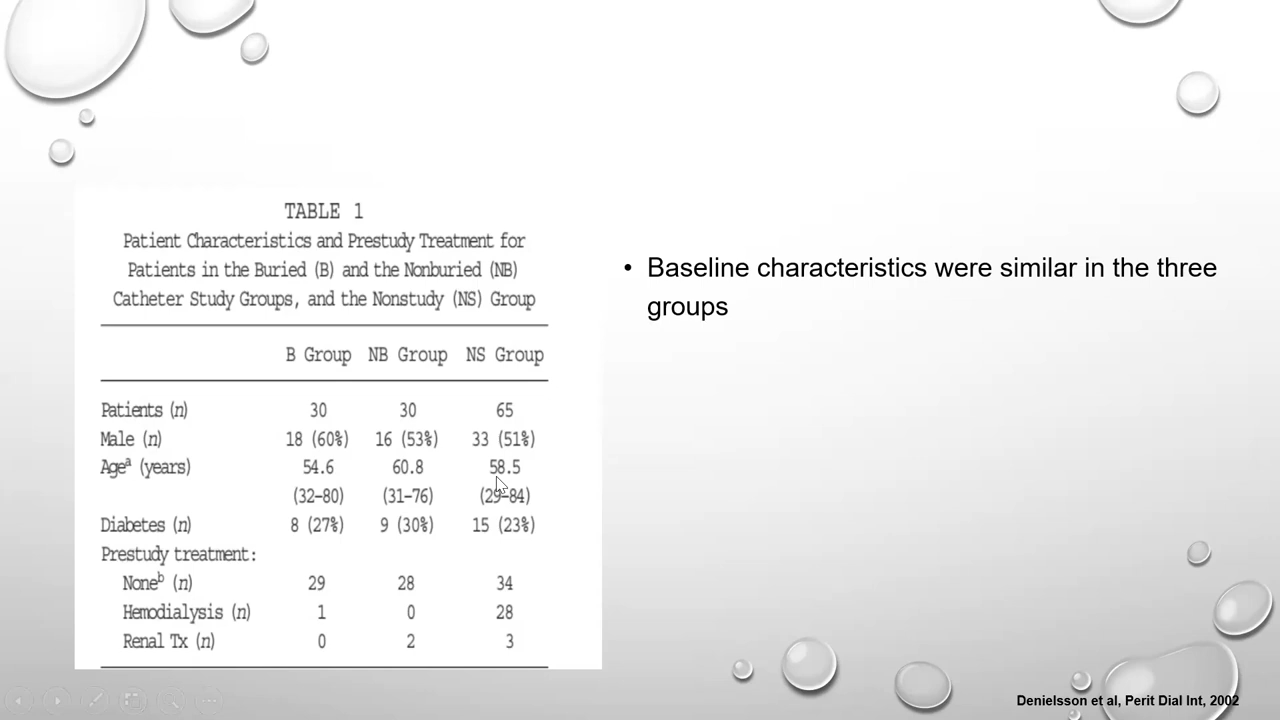 TABLE 1
Patient Characteristics and Prestudy Treatment for
Patients in the Buried (B) and the Nonburied (NB)
Catheter Study Groups, and the Nonstudy (NS) Group
B Group NB Group NS Group
Patients (n) 30 30 65
Male (n) 18 (60%) 16 (53%) 33 (51%)
Ageª (years) 54.6 60.8 58.5
(32–80) (31–76) (29–84)
Diabetes (n) 8 (27%) 9 (30%) 15 (23%)
Prestudy treatment:
Noneᵇ (n) 29 28 34
Hemodialysis (n) 1 0 28
Renal Tx (n) 0 2 3
• Baseline characteristics were similar in the three
groups
Denielsson et al, Perit Dial Int, 2002